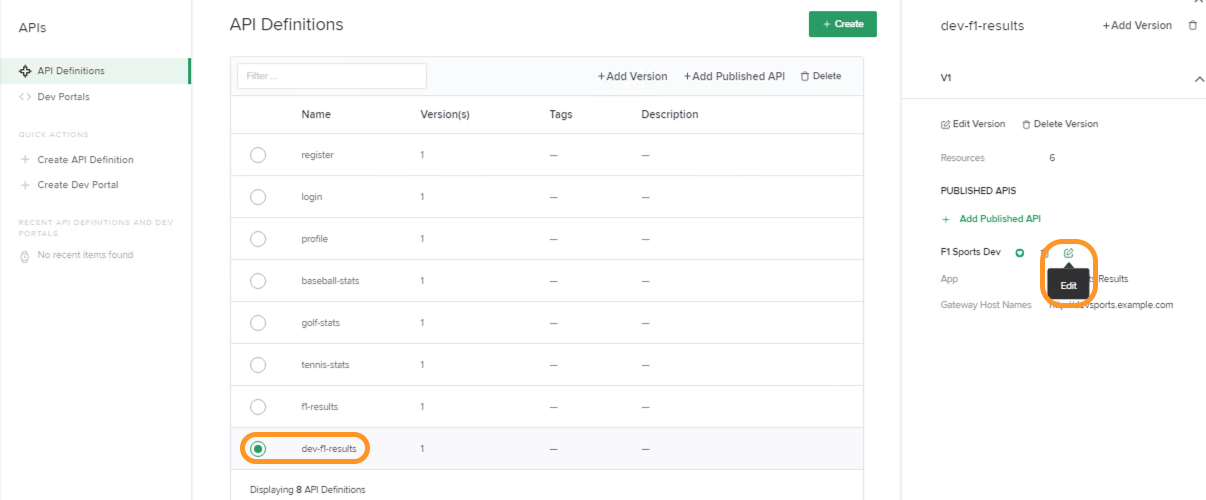 APIs
API Definitions
Dev Portals
QUICK ACTIONS
+ Create API Definition
+ Create Dev Portal
RECENT API DEFINITIONS AND DEV
PORTALS
No recent items found
API Definitions
+ Create
Filter ...
+Add Version +Add Published API Delete
Name Version(s) Tags Description
register 1 — —
login 1 — —
profile 1 — —
baseball-stats 1 — —
golf-stats 1 — —
tennis-stats 1 — —
f1-results 1 — —
dev-f1-results 1 — —
Displaying 8 API Definitions
dev-f1-results +Add Version
V1
Edit Version Delete Version
Resources 6
PUBLISHED APIS
+ Add Published API
F1 Sports Dev
Edit
App Results
Gateway Host Names http://devsports.example.com